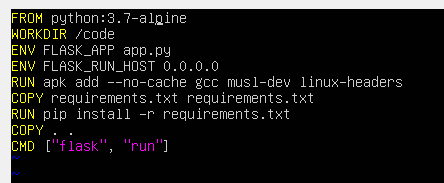 FROM python:3.7-alpine
WORKDIR /code
ENV FLASK_APP app.py
ENV FLASK_RUN_HOST 0.0.0.0
RUN apk add --no-cache gcc musl-dev linux-headers
COPY requirements.txt requirements.txt
RUN pip install -r requirements.txt
COPY . .
CMD ["flask", "run"]
~
~